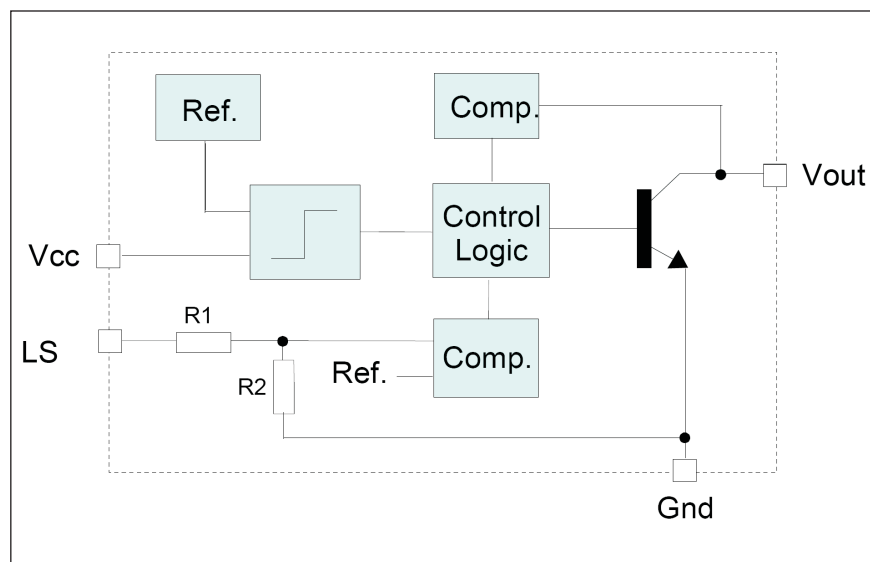 Ref.
Comp.
Vout
Control
Logic
Vcc
R1
LS
R2
Ref.
Comp.
Gnd